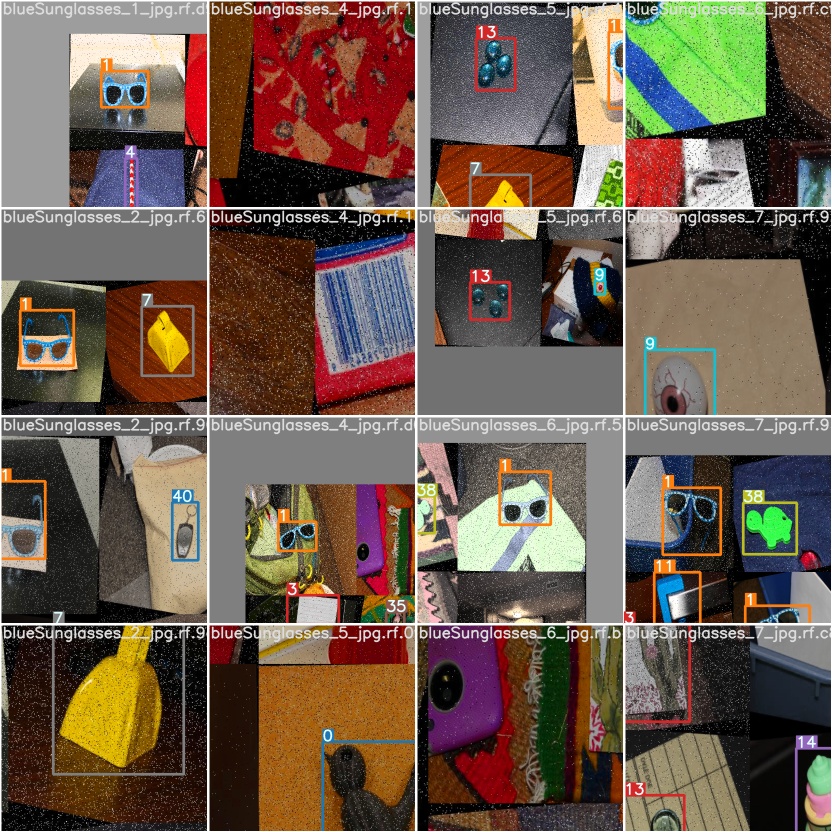 blueSunglasses_1_jpg.rf.d
blueSunglasses_4_jpg.rf.1
blueSunglasses_5_jpg.rf.
blueSunglasses_6_jpg.rf.c
1
4
13
1
7
blueSunglasses_2_jpg.rf.6
blueSunglasses_4_jpg.rf.1
blueSunglasses_5_jpg.rf.6
blueSunglasses_7_jpg.rf.9
1
7
13
9
9
blueSunglasses_2_jpg.rf.9
blueSunglasses_4_jpg.rf.d
blueSunglasses_6_jpg.rf.5
blueSunglasses_7_jpg.rf.9
1
40
1
3
35
38
1
1
38
11
3
1
blueSunglasses_2_jpg.rf.9
blueSunglasses_5_jpg.rf.0
blueSunglasses_6_jpg.rf.b
blueSunglasses_7_jpg.rf.c
7
0
13
14